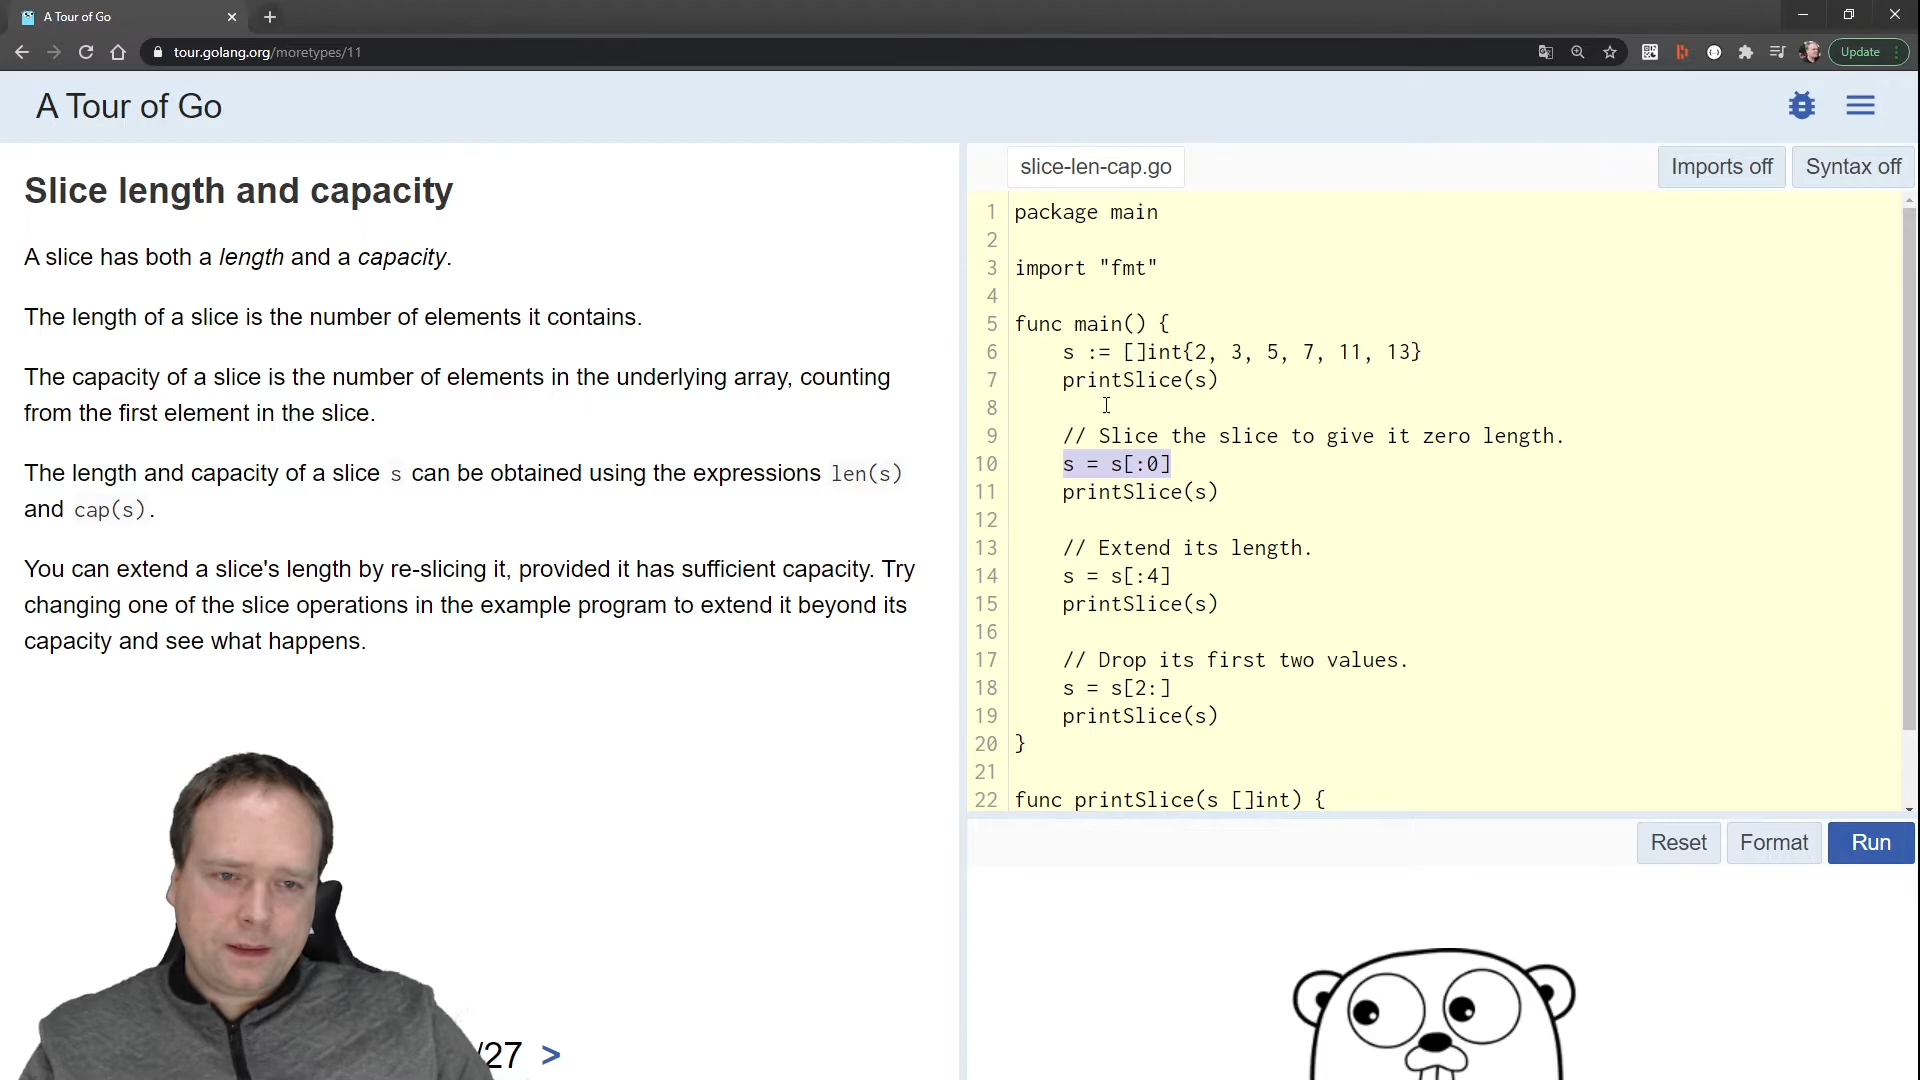 A Tour of Go
tour.golang.org/moretypes/11
Update
A Tour of Go
Slice length and capacity
A slice has both a length and a capacity.
The length of a slice is the number of elements it contains.
The capacity of a slice is the number of elements in the underlying array, counting
from the first element in the slice.
The length and capacity of a slice s can be obtained using the expressions len(s)
and cap(s).
You can extend a slice's length by re-slicing it, provided it has sufficient capacity. Try
changing one of the slice operations in the example program to extend it beyond its
capacity and see what happens.
/27 >
slice-len-cap.go
Imports off
Syntax off
1 package main
2
3 import "fmt"
4
5 func main() {
6 s := []int{2, 3, 5, 7, 11, 13}
7 printSlice(s)
8
9 // Slice the slice to give it zero length.
10 s = s[:0]
11 printSlice(s)
12
13 // Extend its length.
14 s = s[:4]
15 printSlice(s)
16
17 // Drop its first two values.
18 s = s[2:]
19 printSlice(s)
20 }
21
22 func printSlice(s []int) {
Reset
Format
Run